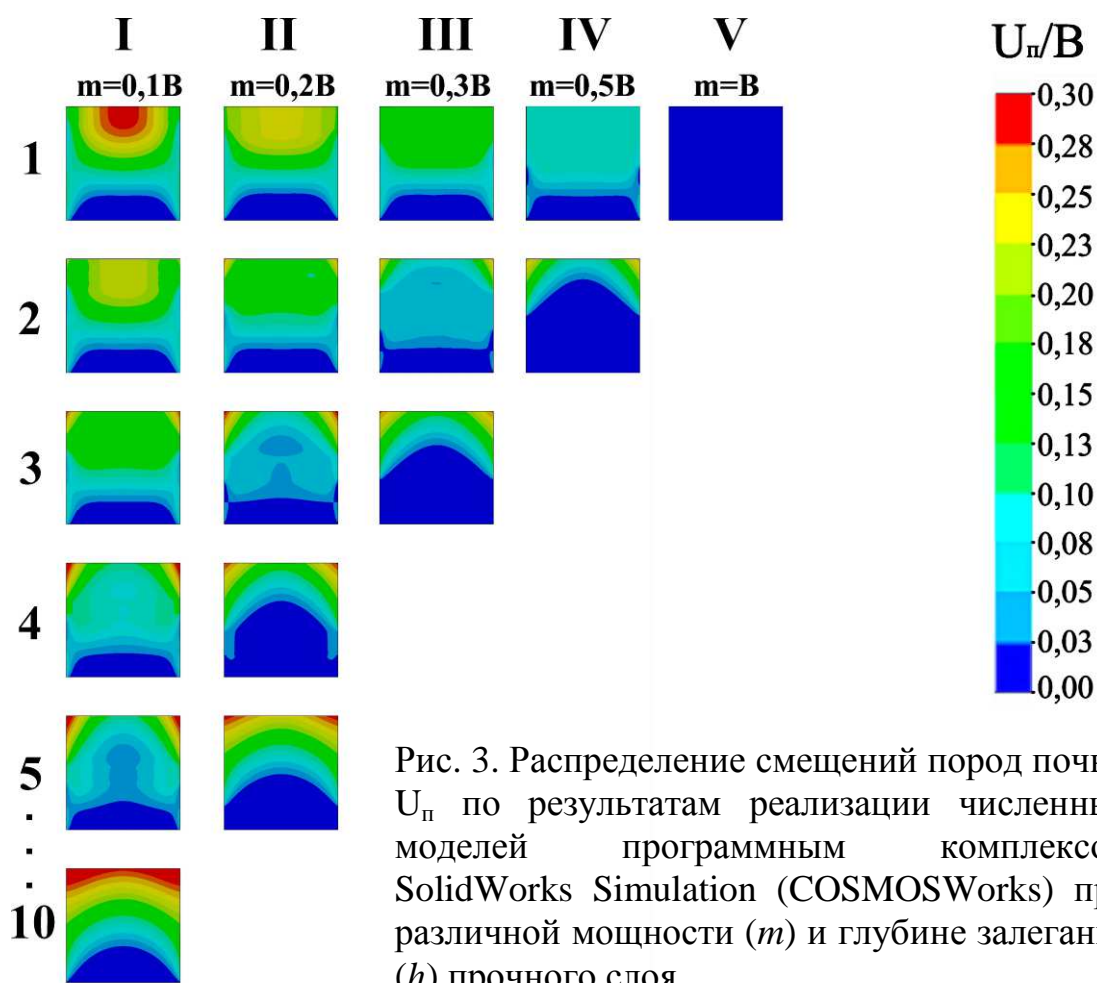 I II III IV V
m=0,1B m=0,2B m=0,3B m=0,5B m=B
Uп/B
0,30
0,28
0,25
0,23
0,20
0,18
0,15
0,13
0,10
0,08
0,05
0,03
0,00
1
2
3
4
5
.
.
.
10
Рис. 3. Распределение смещений пород почв
Uп по результатам реализации численн
моделей программным комплексо
SolidWorks Simulation (COSMOSWorks) пр
различной мощности (m) и глубине залеган
(h) прочного слоя